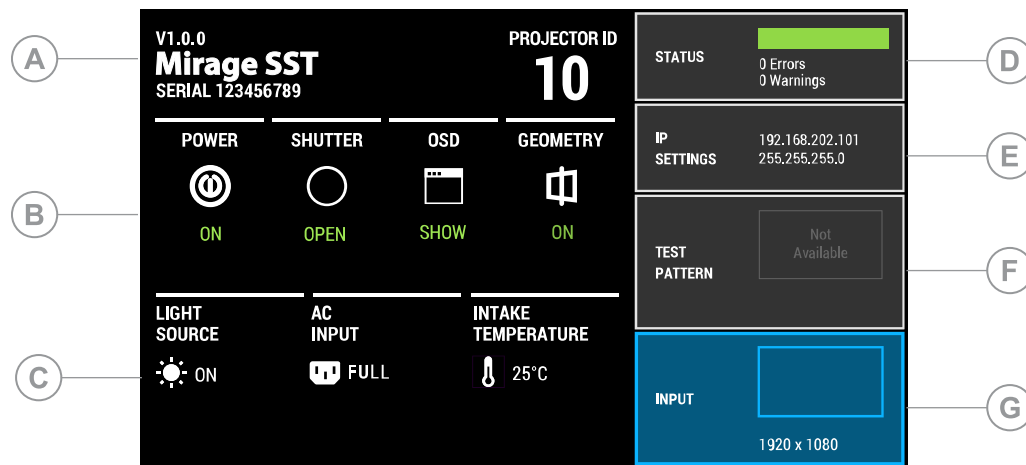 A
V1.0.0
Mirage SST
SERIAL 123456789
PROJECTOR ID
10
B
POWER
ON
SHUTTER
OPEN
OSD
SHOW
GEOMETRY
ON
C
LIGHT
SOURCE
ON
AC
INPUT
FULL
INTAKE
TEMPERATURE
25°C
STATUS
0 Errors
0 Warnings
D
IP
SETTINGS
192.168.202.101
255.255.255.0
E
TEST
PATTERN
Not
Available
F
INPUT
1920 x 1080
G